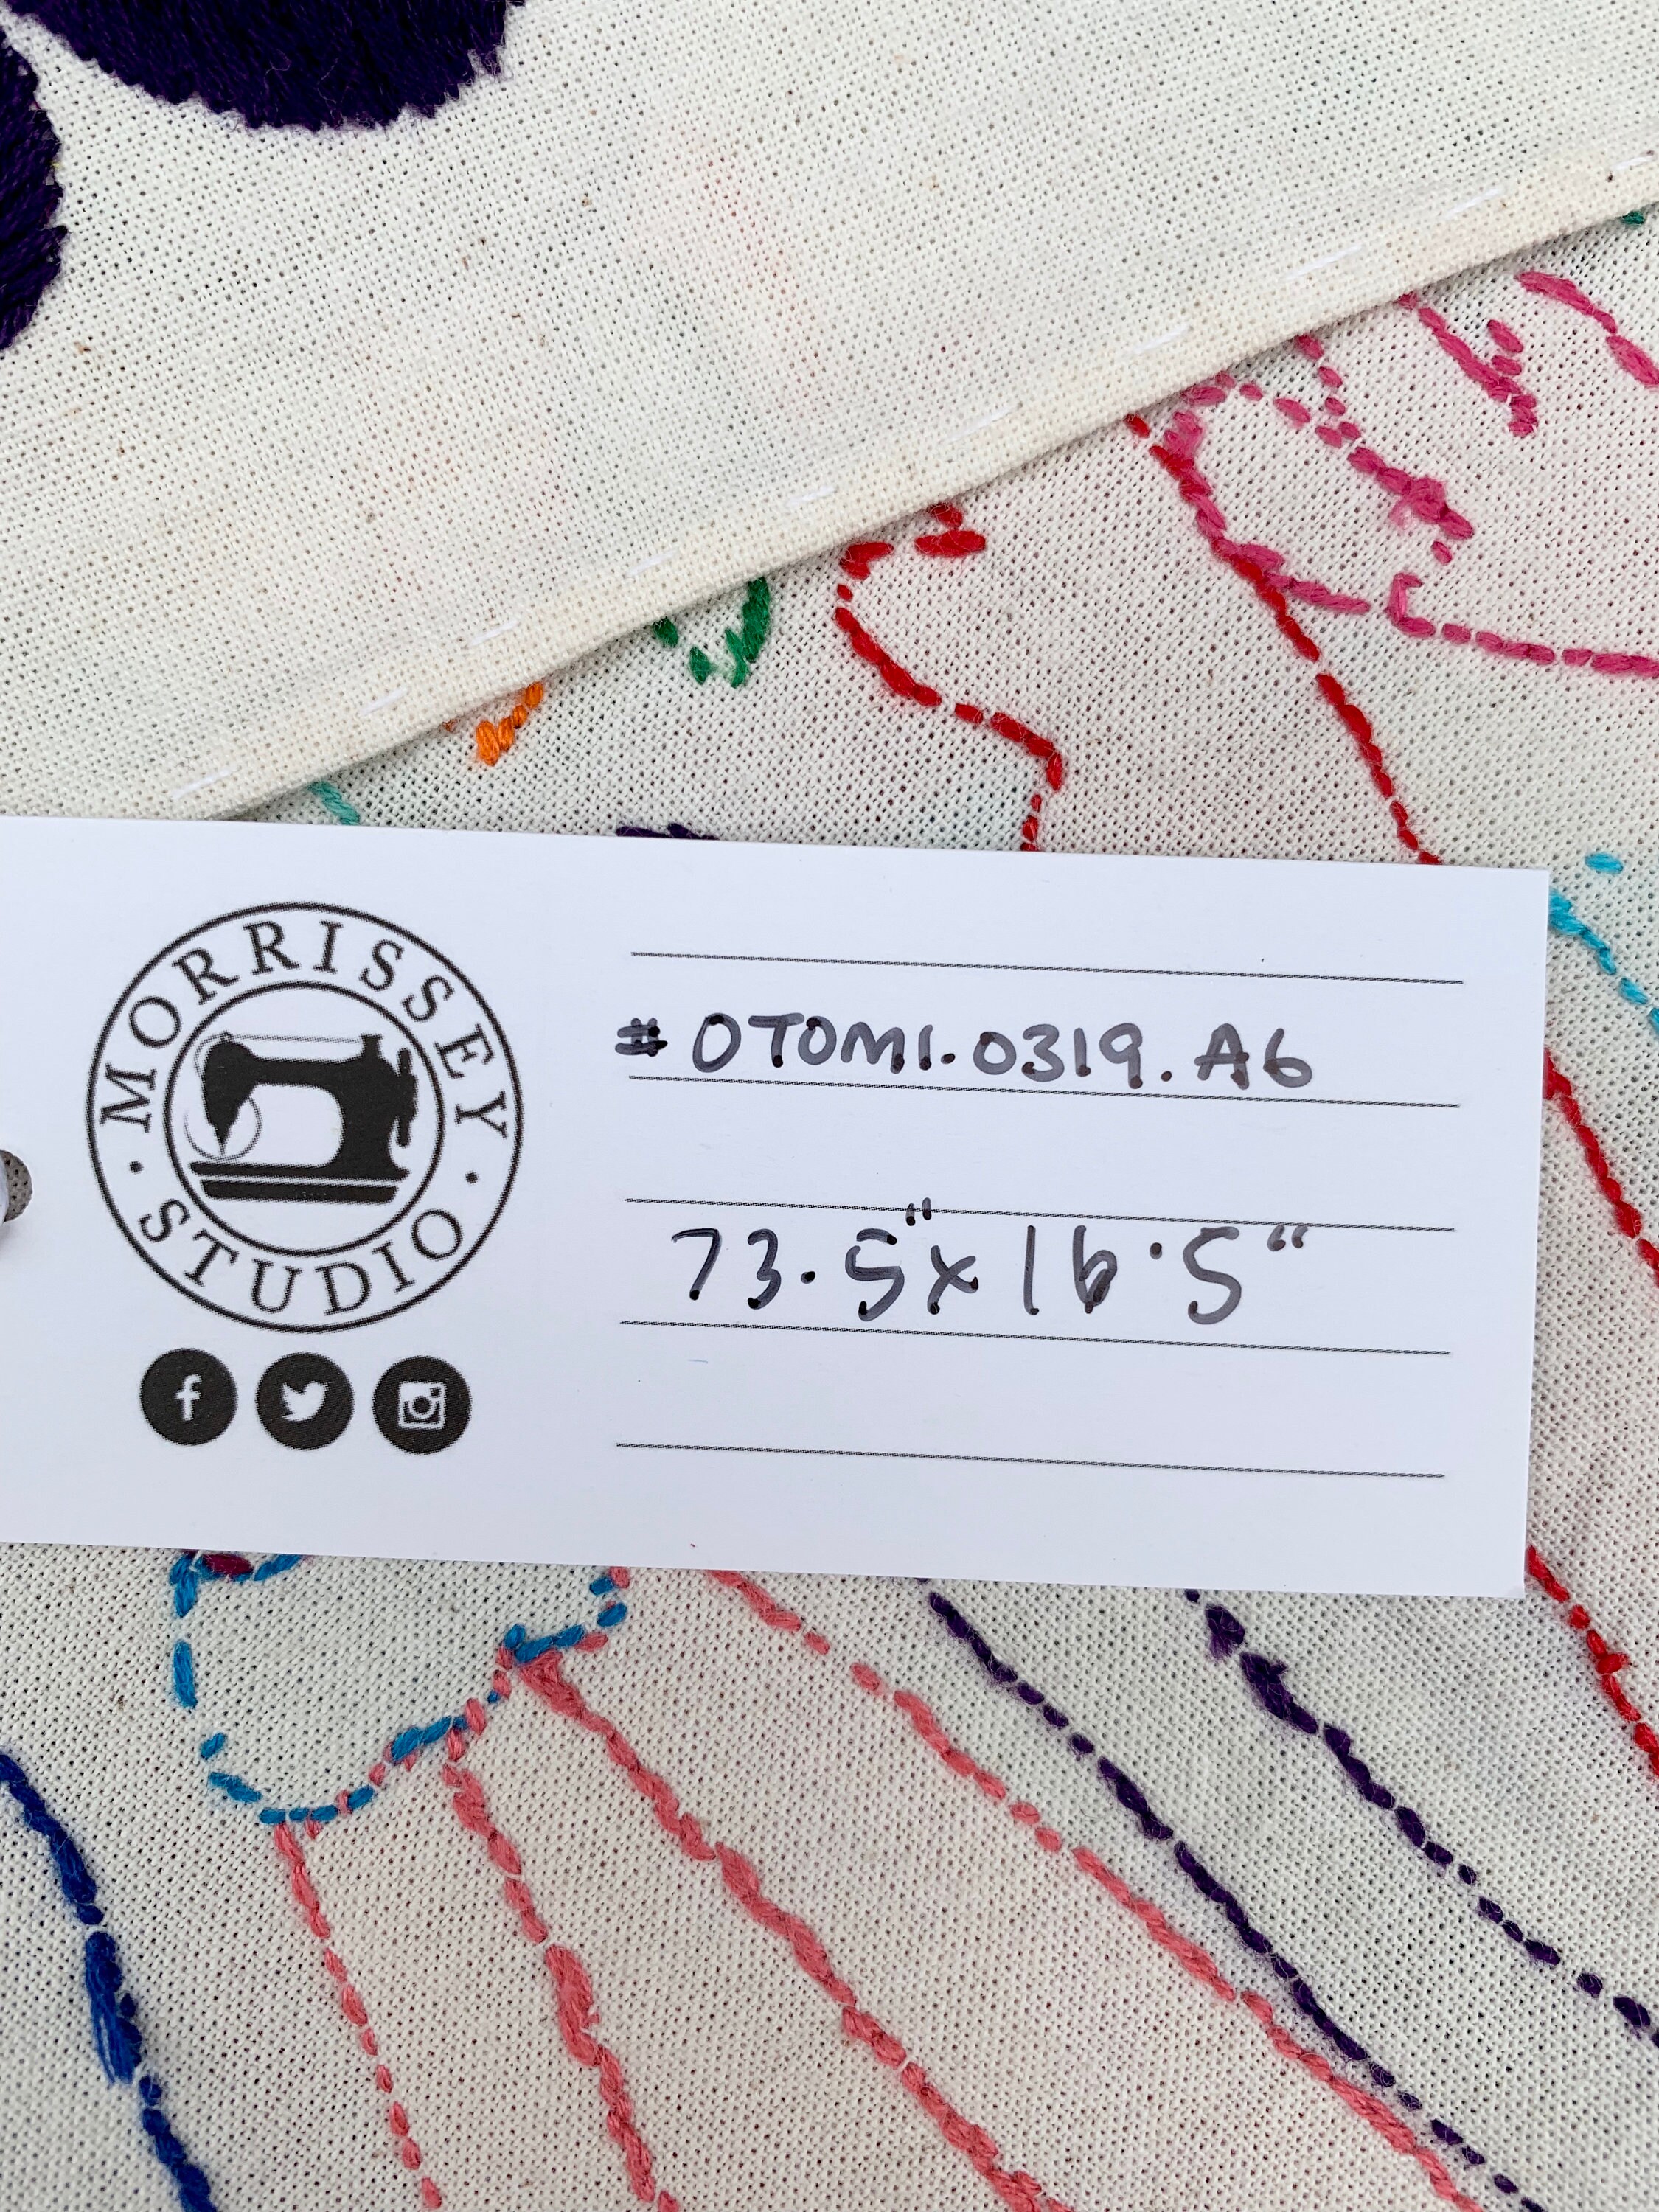 MORRISSEY
· STUDIO ·
#OTOMI.0319.A6
73.5"x16.5"